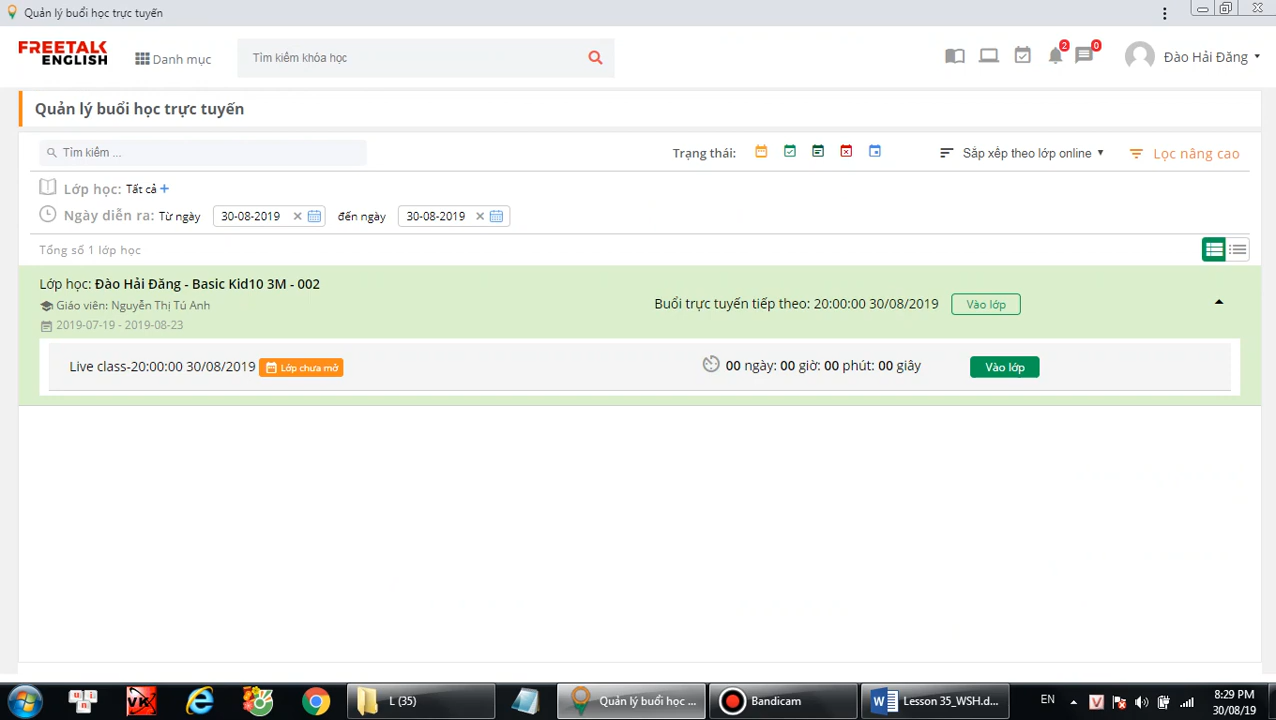 Quản lý buổi học trực tuyến
FREETALK
ENGLISH
Danh mục
Tìm kiếm khóa học
2
0
Đào Hải Đăng
Quản lý buổi học trực tuyến
Tìm kiếm ...
Trạng thái:
Sắp xếp theo lớp online
Lọc nâng cao
Lớp học: Tất cả +
Ngày diễn ra: Từ ngày 30-08-2019 đến ngày 30-08-2019
Tổng số 1 lớp học
Lớp học: Đào Hải Đăng - Basic Kid10 3M - 002
Giáo viên: Nguyễn Thị Tú Anh
Buổi trực tuyến tiếp theo: 20:00:00 30/08/2019 Vào lớp
2019-07-19 - 2019-08-23
Live class-20:00:00 30/08/2019 Lớp chưa mở 00 ngày: 00 giờ: 00 phút: 00 giây Vào lớp
L (35)
Quản lý buổi học ...
Bandicam
Lesson 35_WSH.d...
EN
8:29 PM
30/08/19